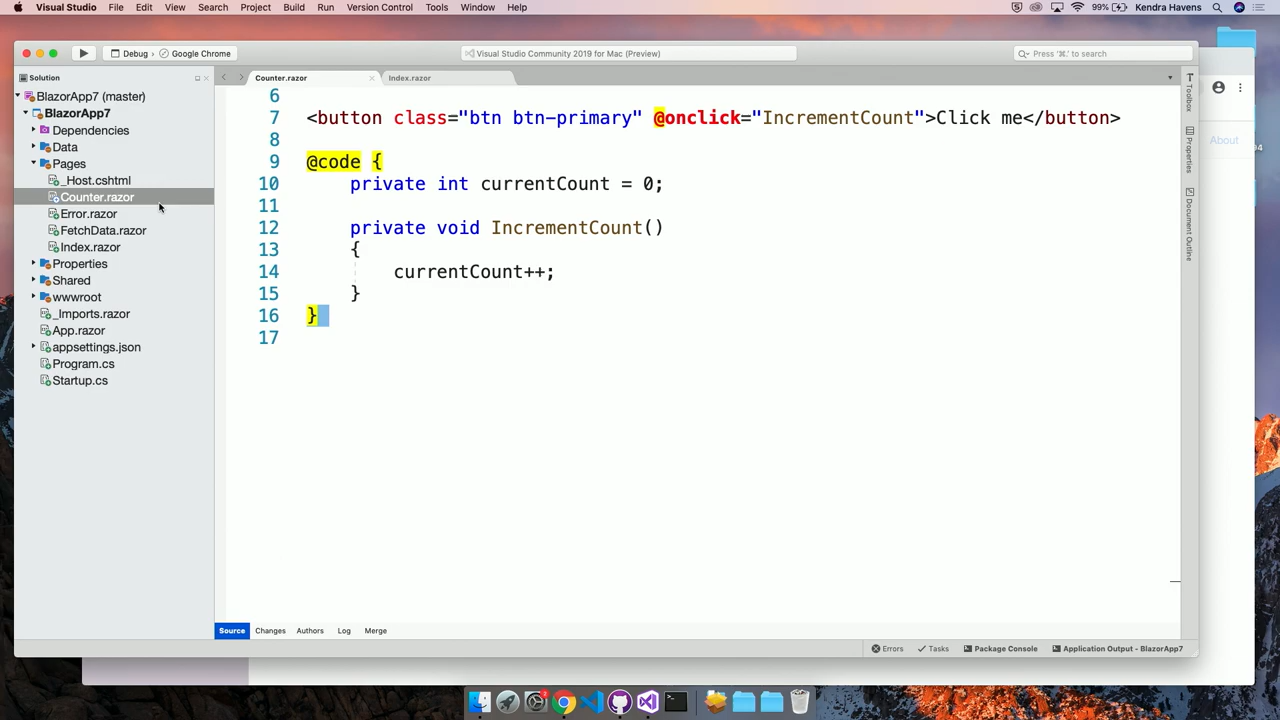 Visual Studio File Edit View Search Project Build Run Version Control Tools Window Help 99% Kendra Havens
Debug › Google Chrome Visual Studio Community 2019 for Mac (Preview) Press '⌘.' to search
Solution
BlazorApp7 (master)
BlazorApp7
Dependencies
Data
Pages
_Host.cshtml
Counter.razor
Error.razor
FetchData.razor
Index.razor
Properties
Shared
wwwroot
_Imports.razor
App.razor
appsettings.json
Program.cs
Startup.cs
Counter.razor Index.razor
6
7 <button class="btn btn-primary" @onclick="IncrementCount">Click me</button>
8
9 @code {
10 private int currentCount = 0;
11
12 private void IncrementCount()
13 {
14 currentCount++;
15 }
16 }
17
Toolbox
Properties
Document Outline
About
Source Changes Authors Log Merge
Errors Tasks Package Console Application Output - BlazorApp7